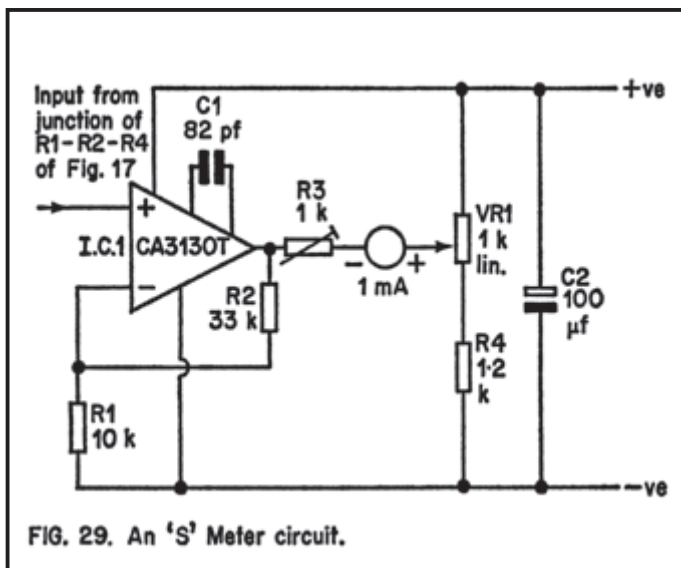 Input from
junction of
R1-R2-R4
of Fig. 17
C1
82 pf
+ve
R3
1 k
VR1
1 k
lin.
+
I.C.1 CA3130T
−
− +
1 mA
C2
100
µf
R2
33 k
R4
1·2
k
R1
10 k
−ve
FIG. 29. An ‘S’ Meter circuit.